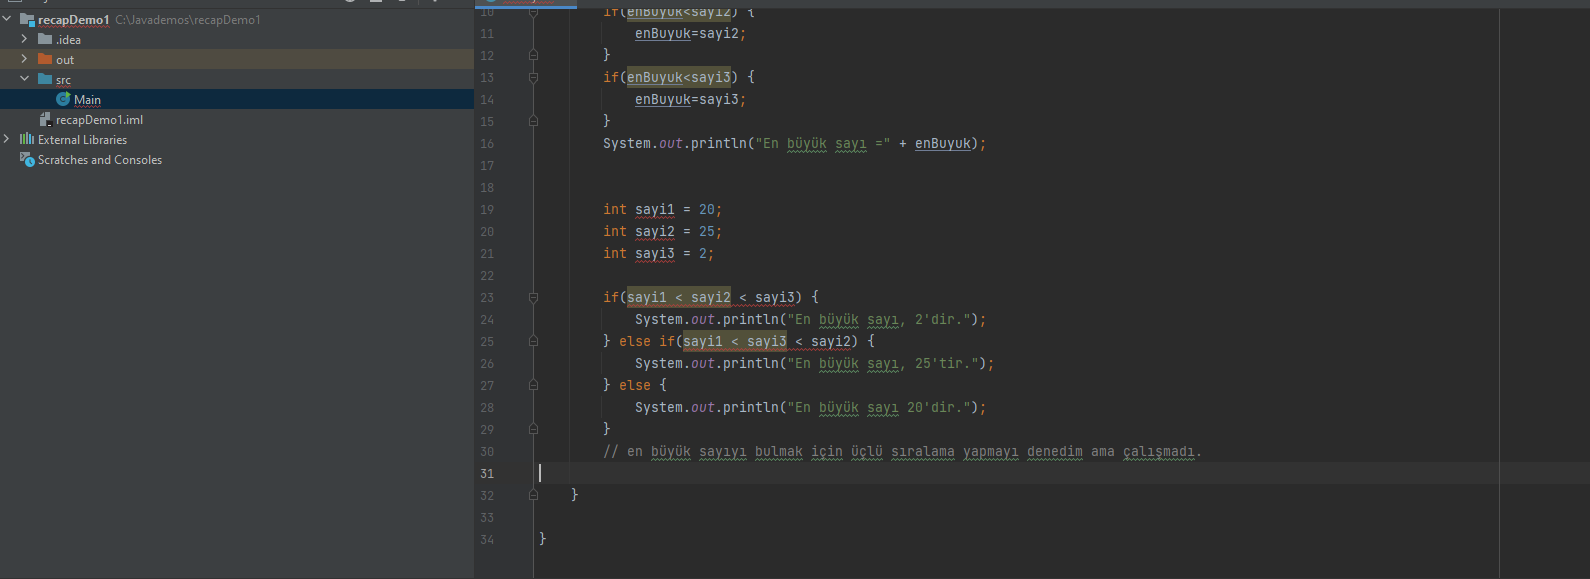 recapDemo1 C:\Javademos\recapDemo1
.idea
out
src
Main
recapDemo1.iml
External Libraries
Scratches and Consoles
10 if(enBuyuk<sayi2) {
11 enBuyuk=sayi2;
12 }
13 if(enBuyuk<sayi3) {
14 enBuyuk=sayi3;
15 }
16 System.out.println("En büyük sayı =" + enBuyuk);
17
18
19 int sayi1 = 20;
20 int sayi2 = 25;
21 int sayi3 = 2;
22
23 if(sayi1 < sayi2 < sayi3) {
24 System.out.println("En büyük sayı, 2'dir.");
25 } else if(sayi1 < sayi3 < sayi2) {
26 System.out.println("En büyük sayı, 25'tir.");
27 } else {
28 System.out.println("En büyük sayı 20'dir.");
29 }
30 // en büyük sayıyı bulmak için üçlü sıralama yapmayı denedim ama çalışmadı.
31
32 }
33
34 }